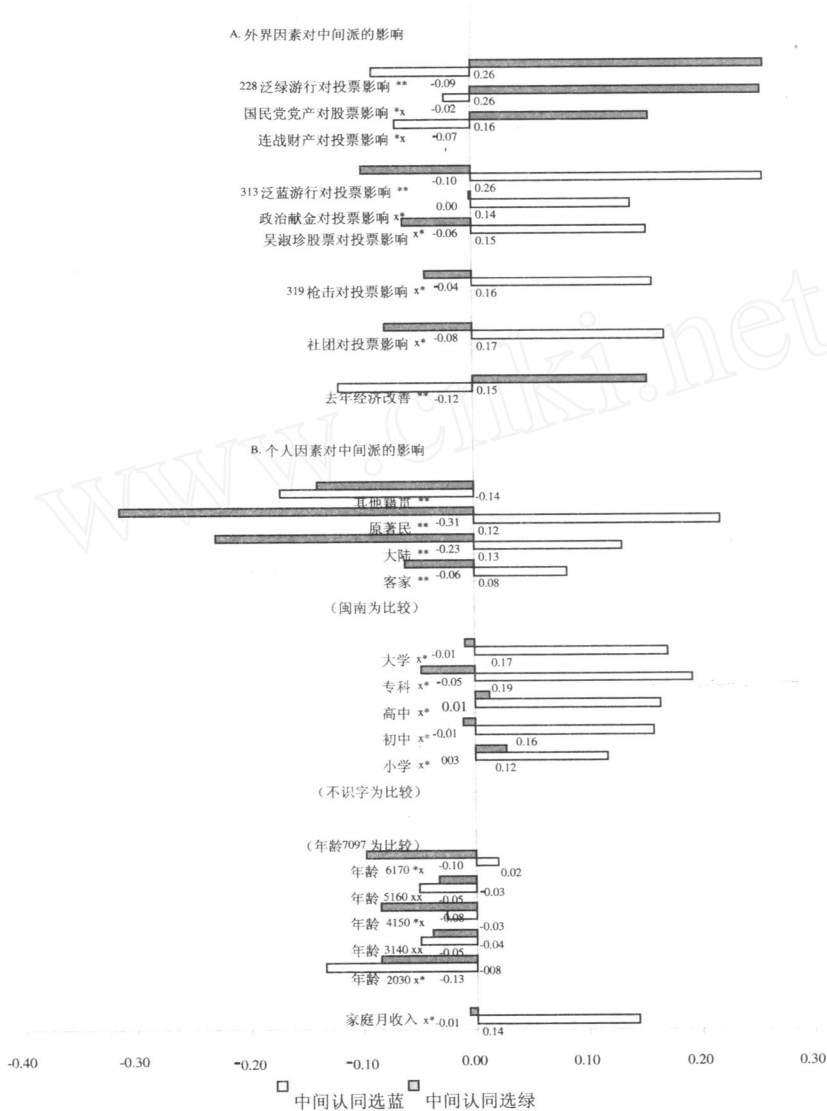 A. 外界因素对中间派的影响
0.26
228泛绿游行对投票影响 ** -0.09
0.26
-0.02
国民党党产对股票影响 *x
0.16
连战财产对投票影响 *x -0.07
-0.10
0.26
313泛蓝游行对投票影响 **
0.00
0.14
政治献金对投票影响 x*
吴淑珍股票对投票影响 x* -0.06
0.15
319枪击对投票影响 x* -0.04
0.16
社团对投票影响 x* -0.08
0.17
去年经济改善 ** -0.12
0.15
B. 个人因素对中间派的影响
其他籍贯 **
-0.14
原著民 ** -0.31
0.12
大陆 ** -0.23
0.13
客家 ** -0.06
0.08
(闽南为比较)
大学 x* -0.01
0.17
专科 x* -0.05
0.19
高中 x* 0.01
初中 x* -0.01
0.16
小学 x* 003
0.12
(不识字为比较)
(年龄7097为比较)
年龄 6170 *x -0.10
0.02
年龄 5160 xx -0.05
-0.03
年龄 4150 *x -0.08
-0.03
年龄 3140 xx -0.05
-0.04
年龄 2030 x* -0.13
-008
家庭月收入 x* -0.01
0.14
-0.40 -0.30 -0.20 -0.10 0.00 0.10 0.20 0.30
中间认同选蓝 中间认同选绿
www.cnki.net